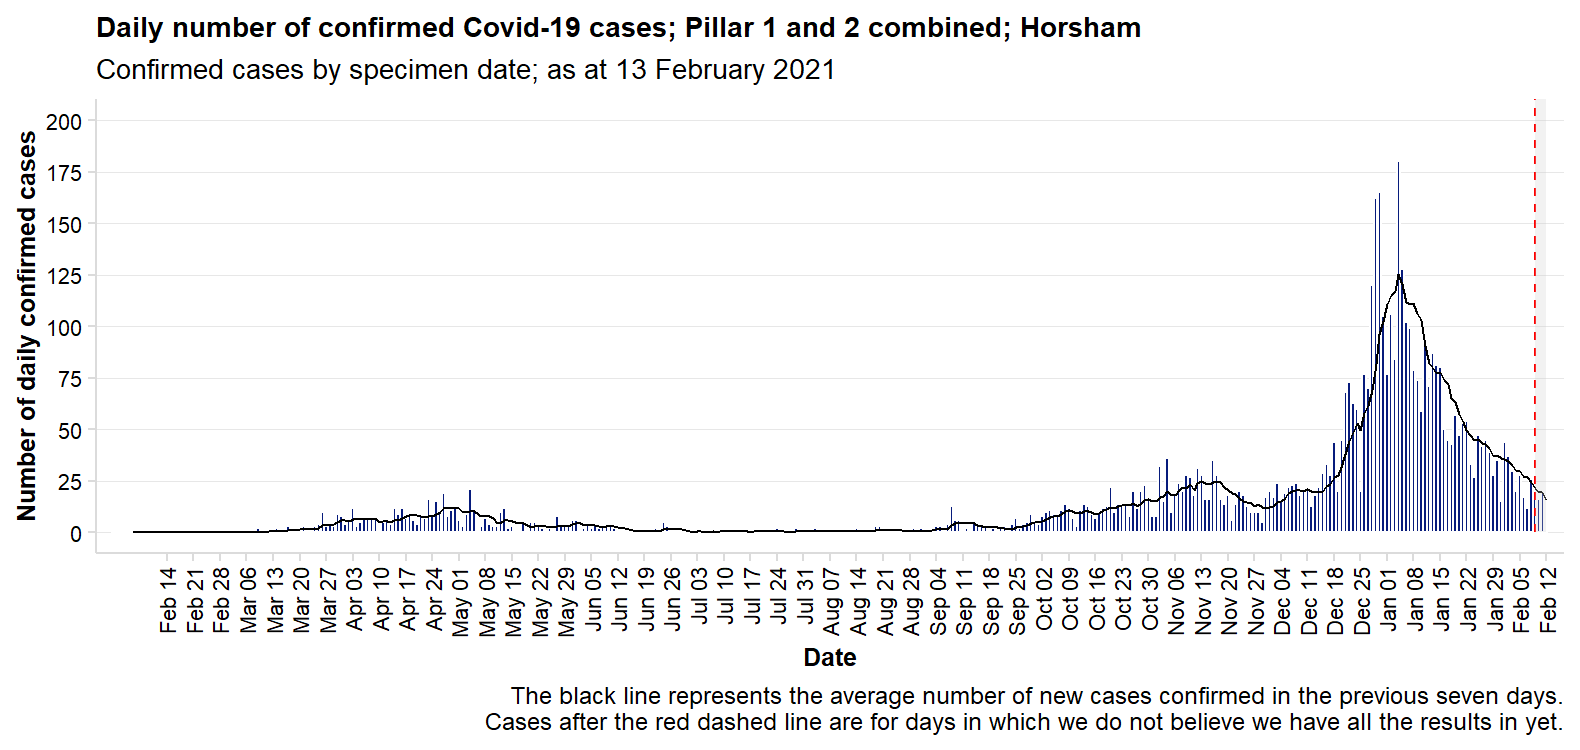 Daily number of confirmed Covid-19 cases; Pillar 1 and 2 combined; Horsham
Confirmed cases by specimen date; as at 13 February 2021
Number of daily confirmed cases
200
175
150
125
100
75
50
25
0
Feb 14
Feb 21
Feb 28
Mar 06
Mar 13
Mar 20
Mar 27
Apr 03
Apr 10
Apr 17
Apr 24
May 01
May 08
May 15
May 22
May 29
Jun 05
Jun 12
Jun 19
Jun 26
Jul 03
Jul 10
Jul 17
Jul 24
Jul 31
Aug 07
Aug 14
Aug 21
Aug 28
Sep 04
Sep 11
Sep 18
Sep 25
Oct 02
Oct 09
Oct 16
Oct 23
Oct 30
Nov 06
Nov 13
Nov 20
Nov 27
Dec 04
Dec 11
Dec 18
Dec 25
Jan 01
Jan 08
Jan 15
Jan 22
Jan 29
Feb 05
Feb 12
Date
The black line represents the average number of new cases confirmed in the previous seven days.
Cases after the red dashed line are for days in which we do not believe we have all the results in yet.